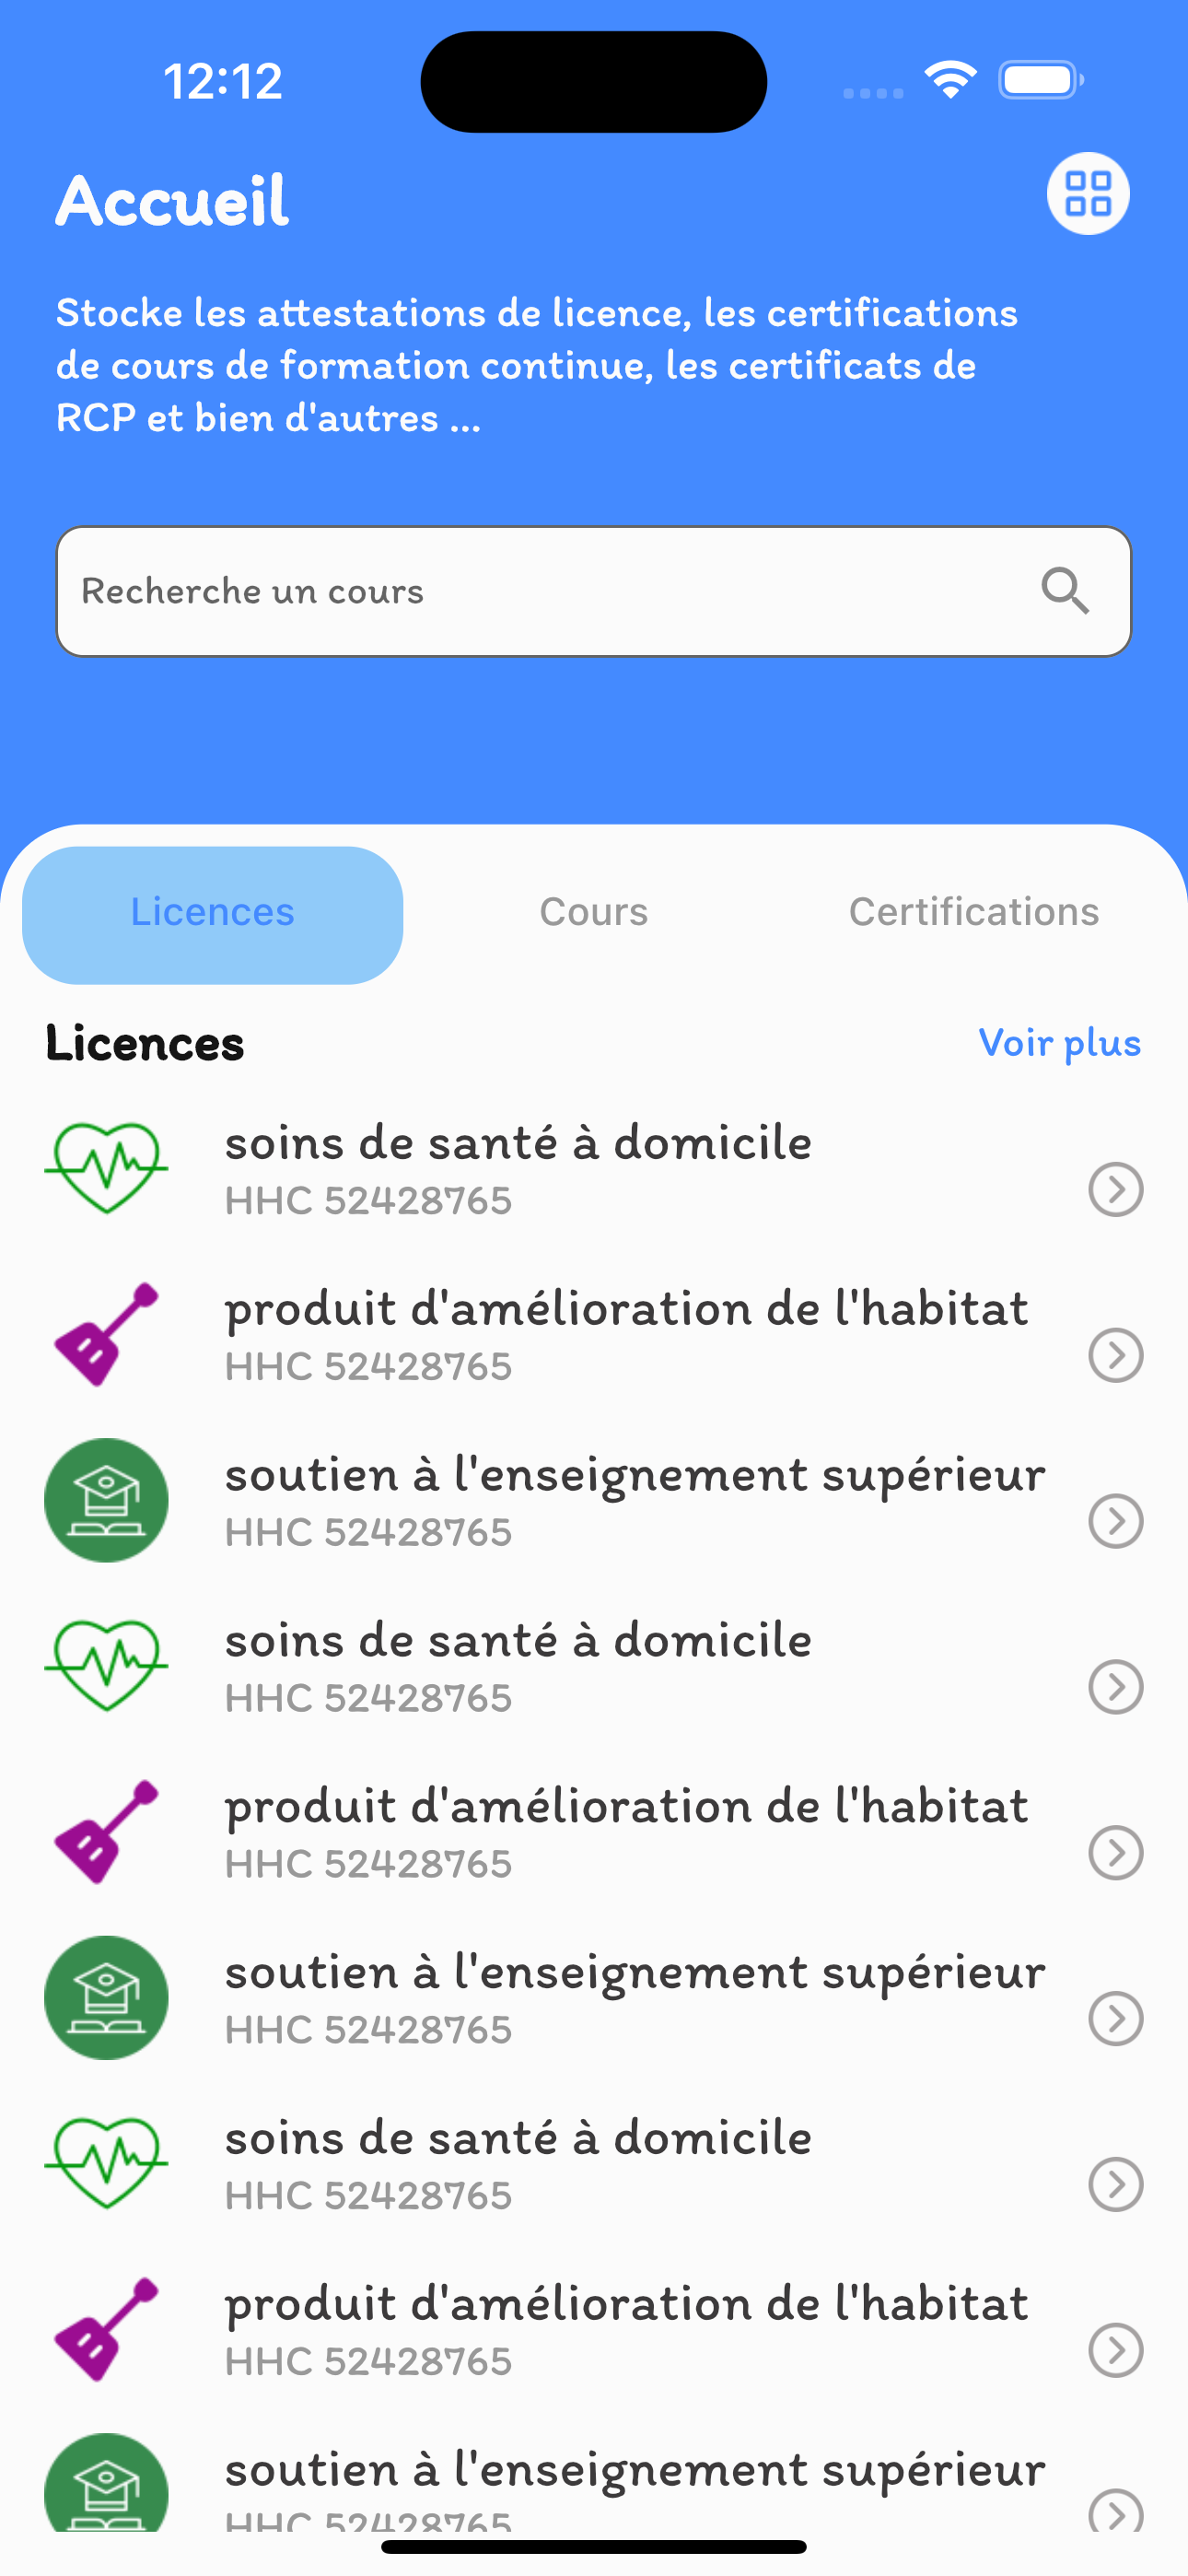 12:12
Accueil
Stocke les attestations de licence, les certifications
de cours de formation continue, les certificats de
RCP et bien d'autres ...
Recherche un cours
Licences Cours Certifications
Licences Voir plus
soins de santé à domicile
HHC 52428765
produit d'amélioration de l'habitat
HHC 52428765
soutien à l'enseignement supérieur
HHC 52428765
soins de santé à domicile
HHC 52428765
produit d'amélioration de l'habitat
HHC 52428765
soutien à l'enseignement supérieur
HHC 52428765
soins de santé à domicile
HHC 52428765
produit d'amélioration de l'habitat
HHC 52428765
soutien à l'enseignement supérieur
HHC 52428765